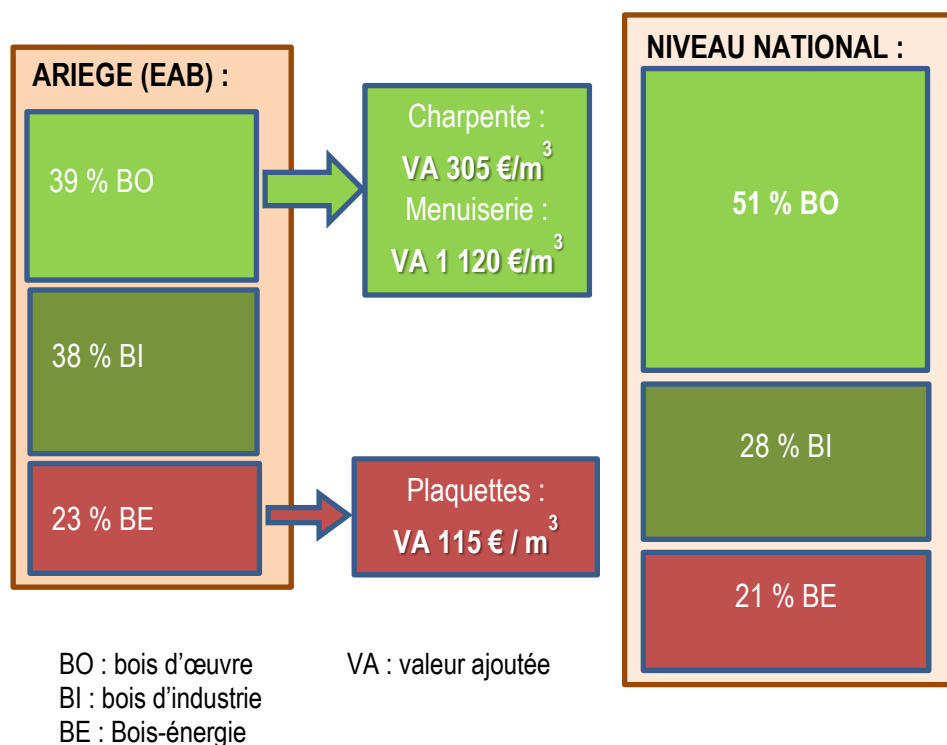 ARIEGE (EAB) :
39 % BO
38 % BI
23 % BE
Charpente :
VA 305 €/m³
Menuiserie :
VA 1 120 €/m³
Plaquettes :
VA 115 € / m³
NIVEAU NATIONAL :
51 % BO
28 % BI
21 % BE
BO : bois d’œuvre
BI : bois d’industrie
BE : Bois-énergie
VA : valeur ajoutée